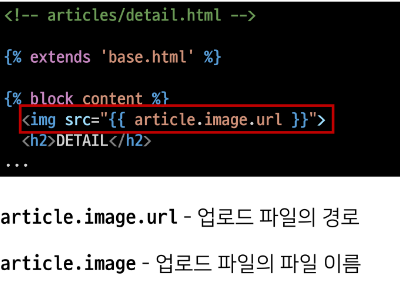 <!-- articles/detail.html -->
{% extends 'base.html' %}
{% block content %}
<img src="{{ article.image.url }}">
<h2>DETAIL</h2>
...
article.image.url - 업로드 파일의 경로
article.image - 업로드 파일의 파일 이름